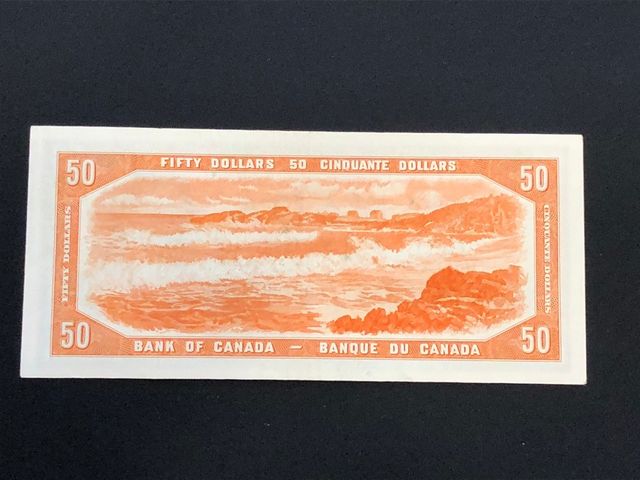 FIFTY DOLLARS 50 CINQUANTE DOLLARS
50
50
FIFTY DOLLARS
CINQUANTE DOLLARS
50
50
BANK OF CANADA — BANQUE DU CANADA